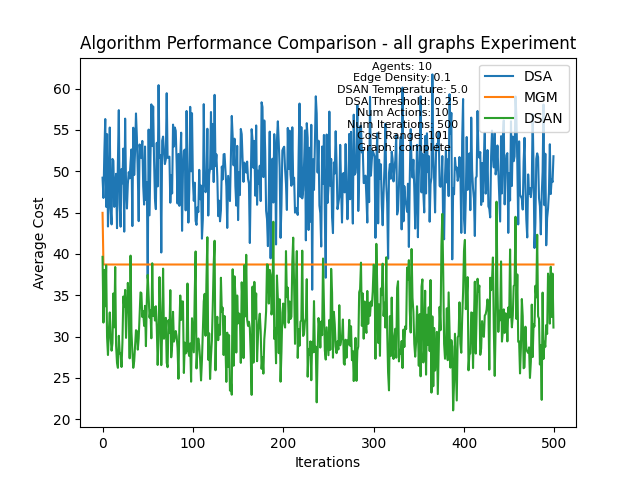 Algorithm Performance Comparison - all graphs Experiment
Agents: 10
Edge Density: 0.1
DSAN Temperature: 5.0
DSA Threshold: 0.25
Num Actions: 10
Num Iterations: 500
Cost Range: 101
Graph: complete
DSA
MGM
DSAN
Average Cost
60
55
50
45
40
35
30
25
20
0
100
200
300
400
500
Iterations